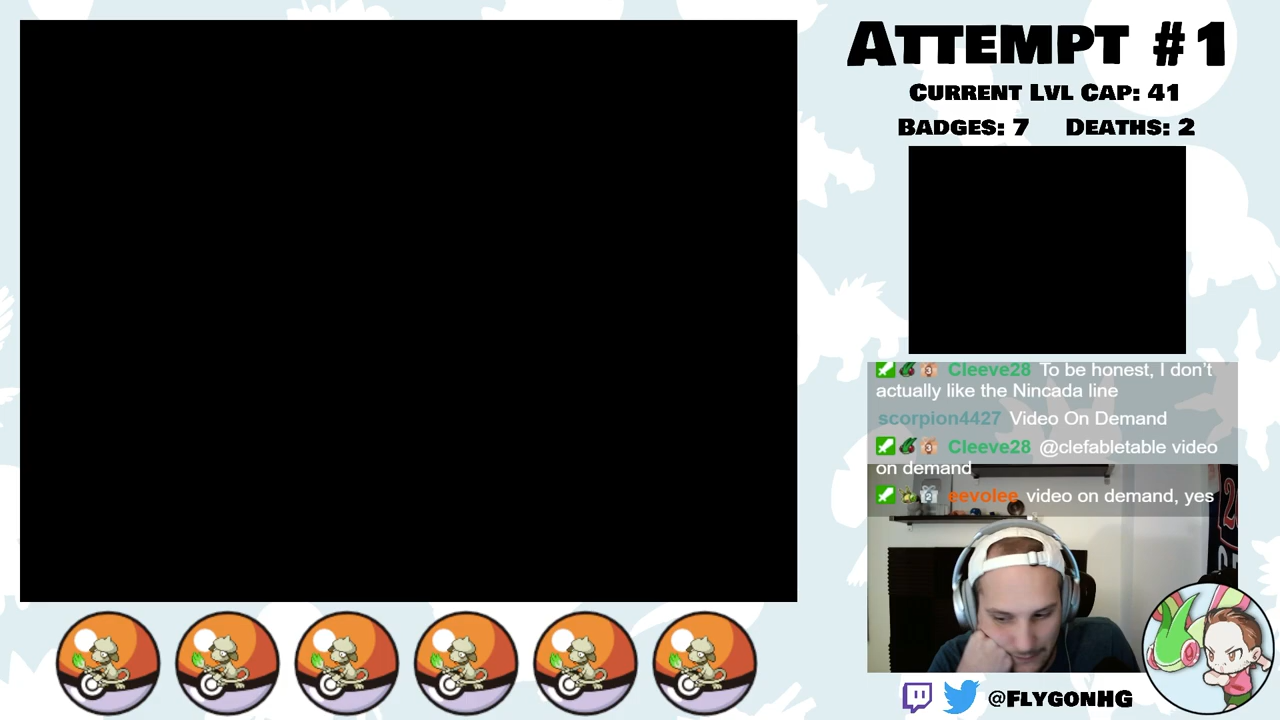 ATTEMPT #1
CURRENT LVL CAP: 41
BADGES: 7 DEATHS: 2
Cleeve28 To be honest, I don't
actually like the Nincada line
scorpion4427 Video On Demand
Cleeve28 @clefabletable video
on demand
eevolee video on demand, yes
@FLYGONHG